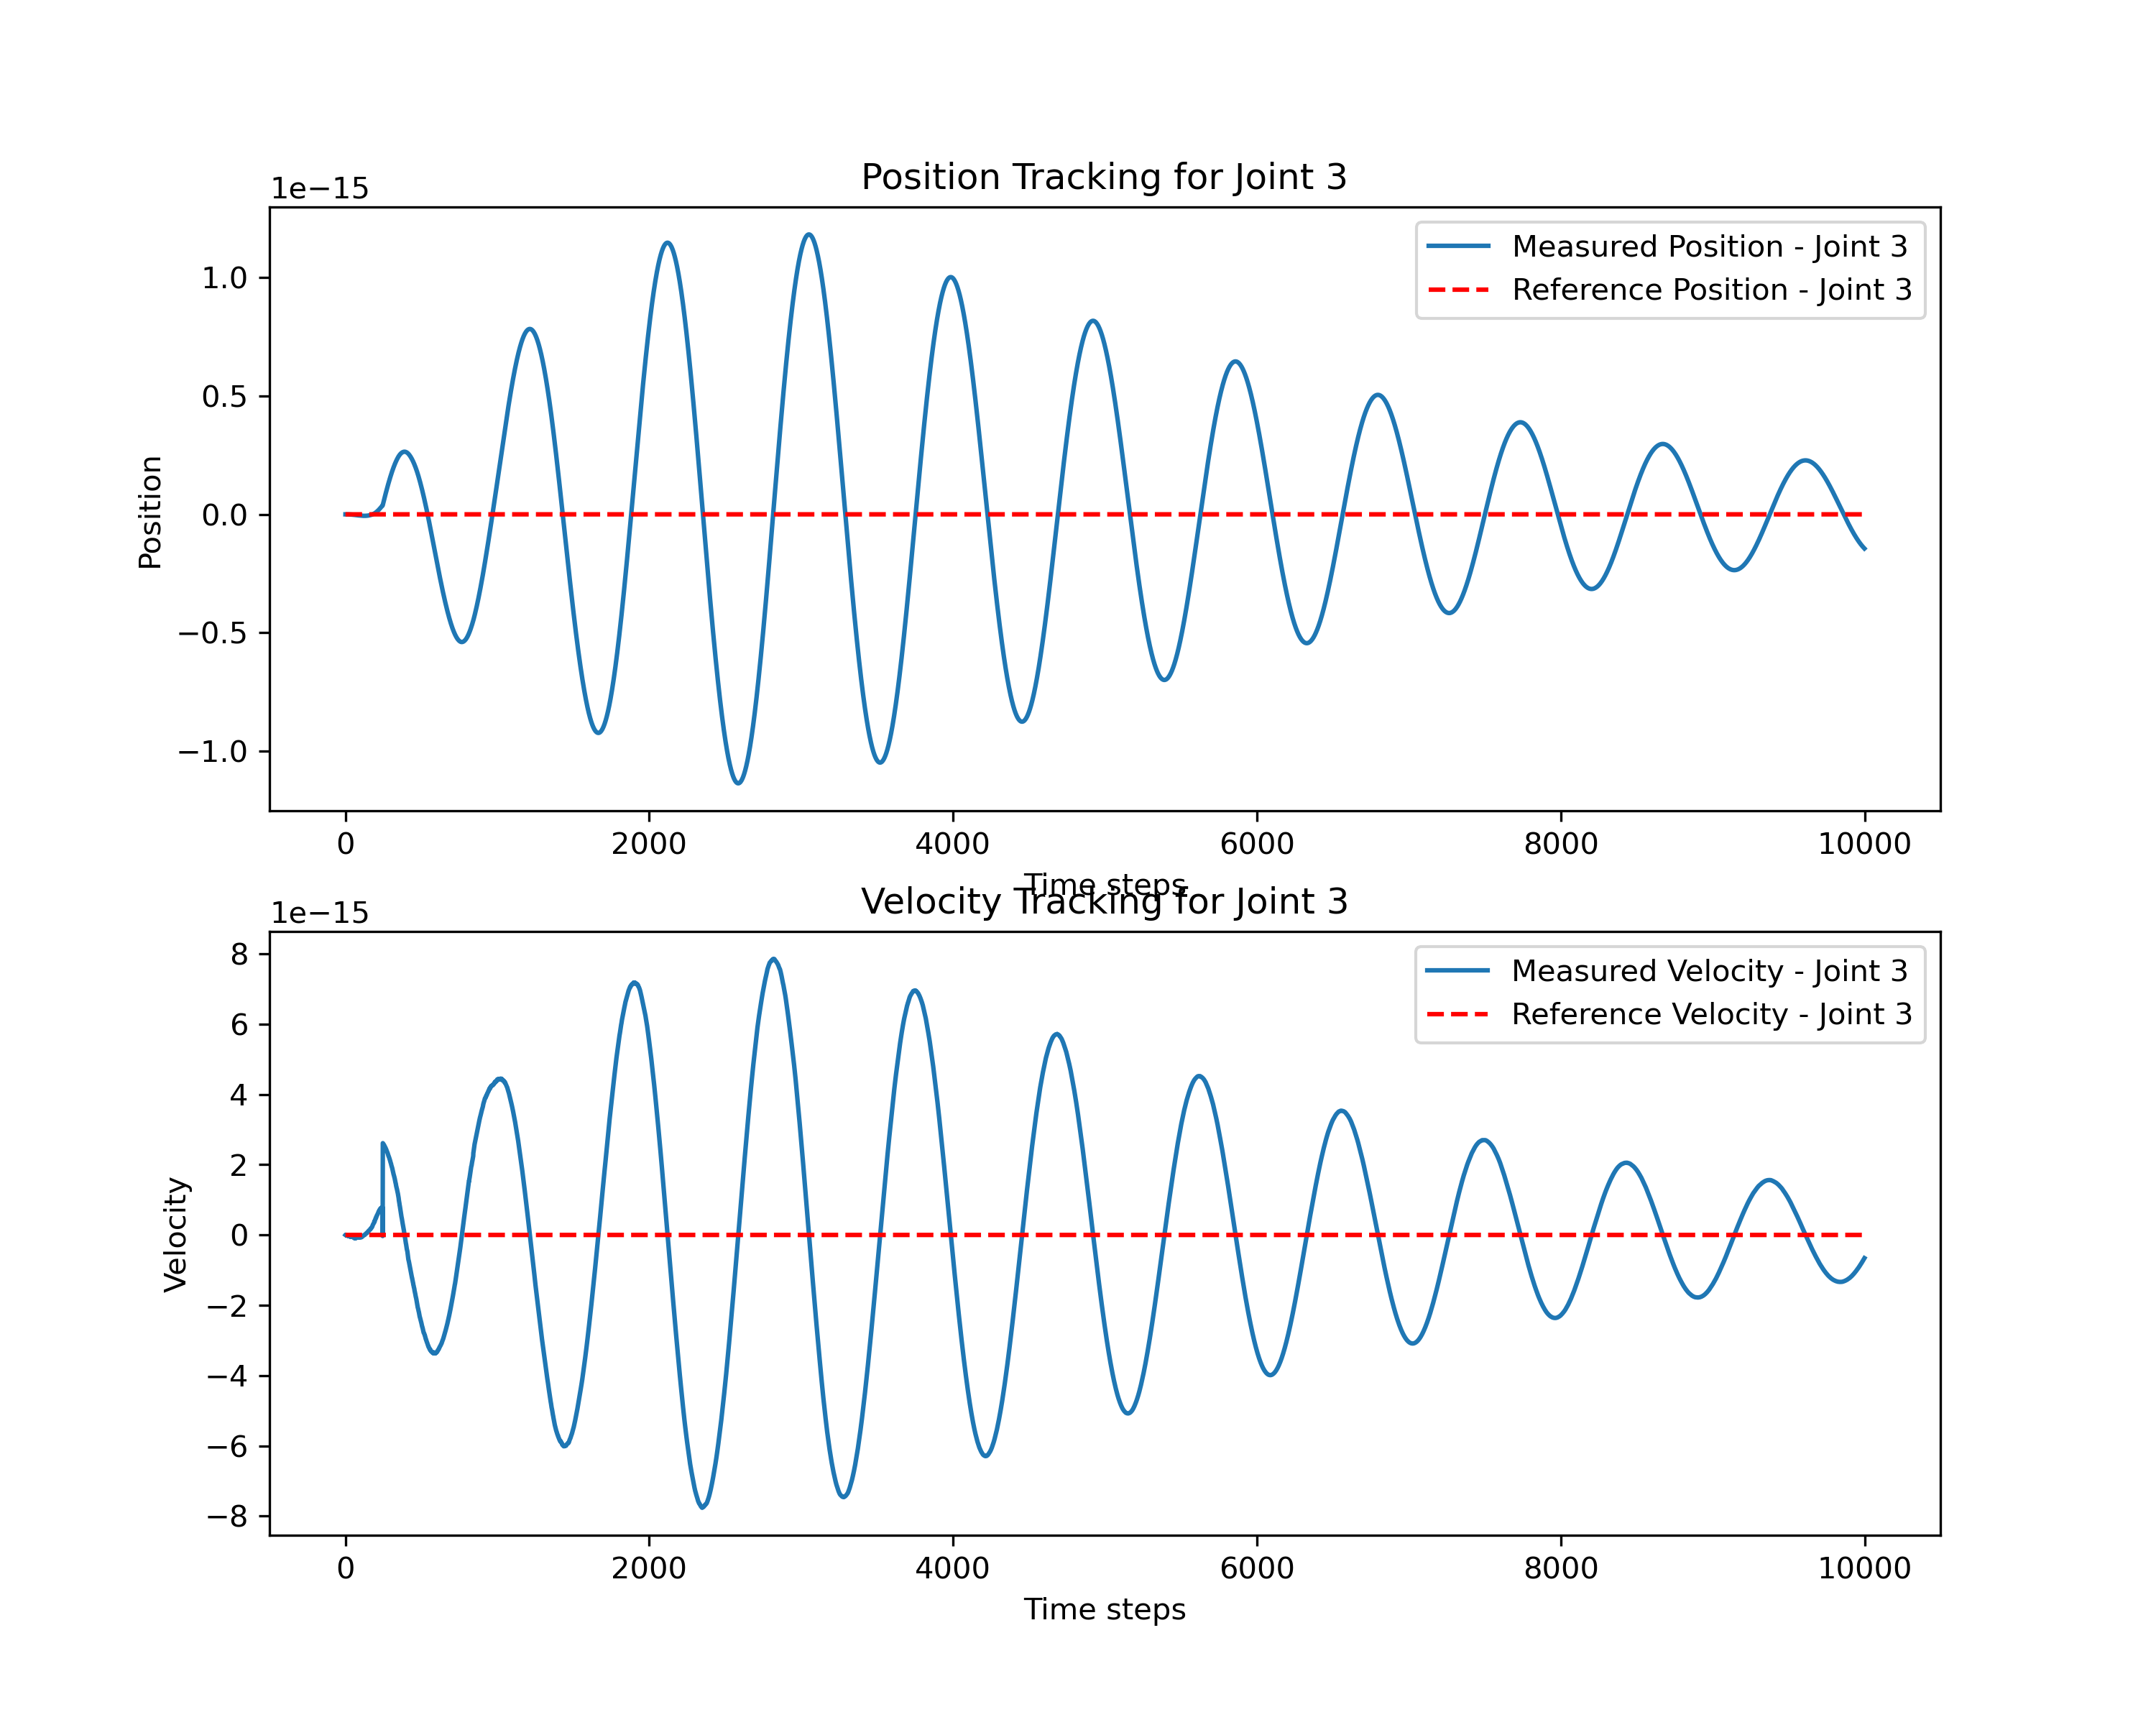 Position Tracking for Joint 3
1e−15
Measured Position - Joint 3
Reference Position - Joint 3
1.0
0.5
0.0
−0.5
−1.0
Position
0 2000 4000 6000 8000 10000
Time steps
Velocity Tracking for Joint 3
1e−15
Measured Velocity - Joint 3
Reference Velocity - Joint 3
8
6
4
2
0
−2
−4
−6
−8
Velocity
0 2000 4000 6000 8000 10000
Time steps